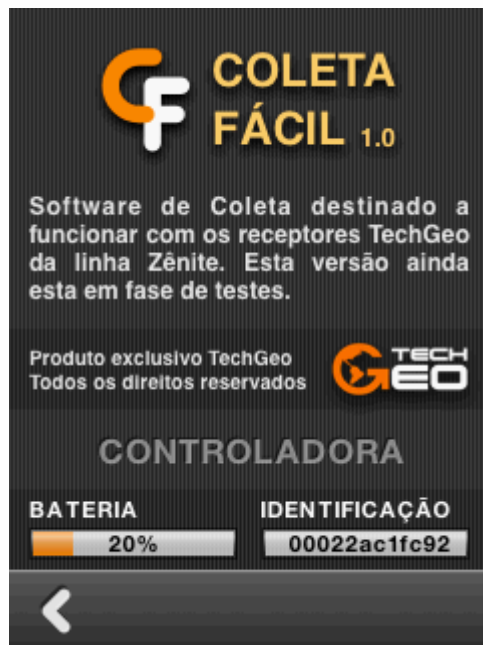 CF
COLETA
FÁCIL 1.0
Software de Coleta destinado a
funcionar com os receptores TechGeo
da linha Zênite. Esta versão ainda
esta em fase de testes.
Produto exclusivo TechGeo
Todos os direitos reservados
TECH
GEO
CONTROLADORA
BATERIA
20%
IDENTIFICAÇÃO
00022ac1fc92